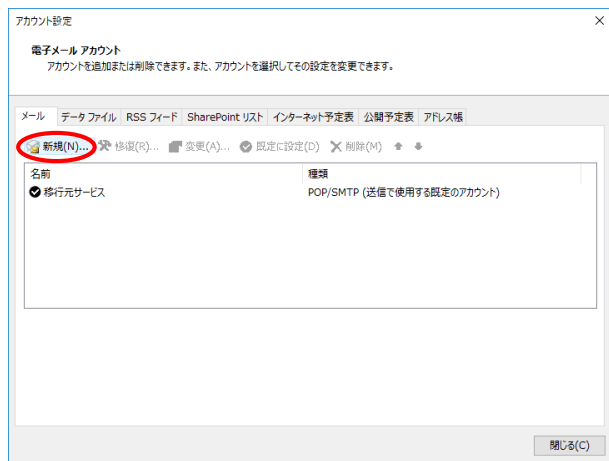 アカウント設定
電子メール アカウント
アカウントを追加または削除できます。また、アカウントを選択してその設定を変更できます。
メール データ ファイル RSS フィード SharePoint リスト インターネット予定表 公開予定表 アドレス帳
新規(N)... 修復(R)... 変更(A)... 既定に設定(D) 削除(M)
名前 種類
移行元サービス POP/SMTP (送信で使用する既定のアカウント)
閉じる(C)